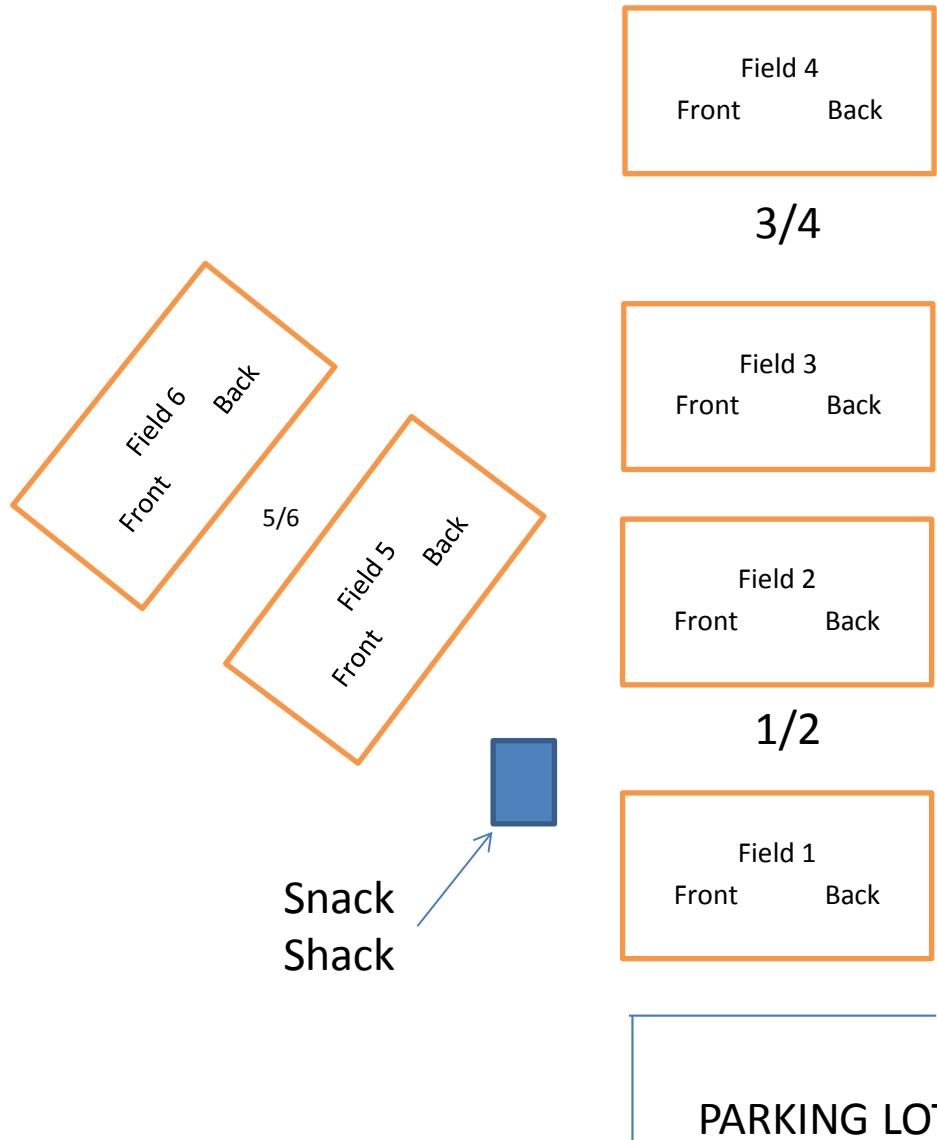 Field 4
Front Back
3/4
Field 3
Front Back
Field 6
Front Back
5/6
Field 5
Front Back
Field 2
Front Back
1/2
Field 1
Front Back
Snack
Shack
PARKING LOT